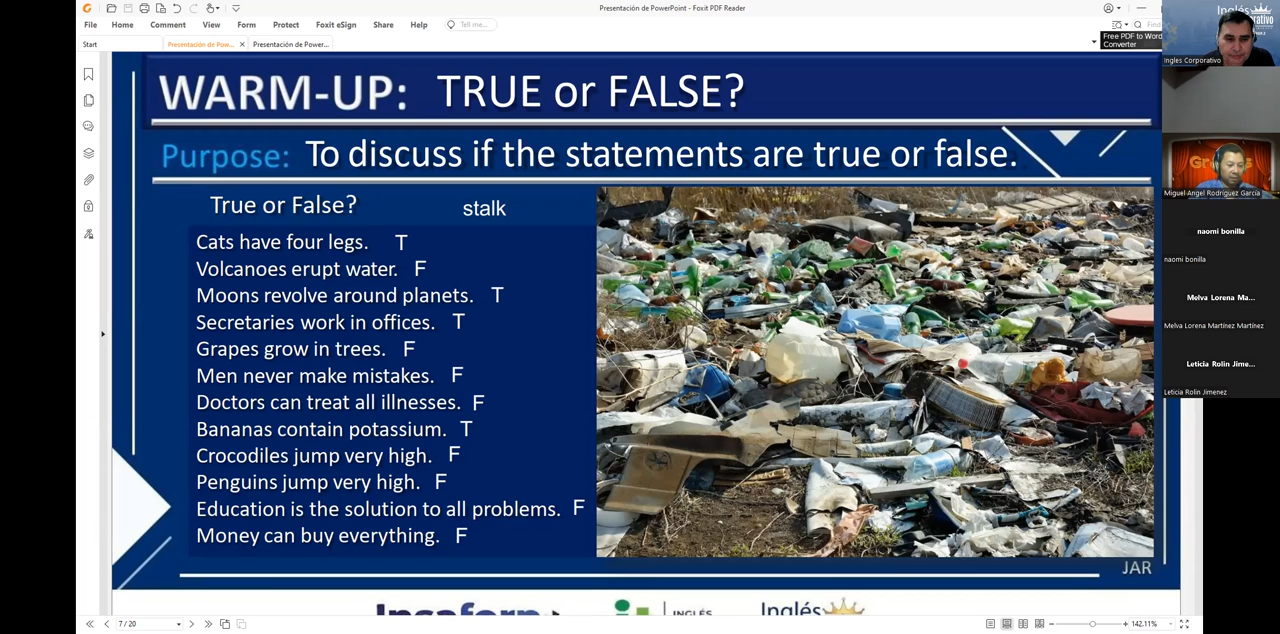 Presentación de PowerPoint - Foxit PDF Reader
File Home Comment View Form Protect Foxit eSign Share Help Tell me... Find
Start Presentación de Pow... Presentación de Power...
Free PDF to Word
Converter
WARM-UP: TRUE or FALSE?
Purpose: To discuss if the statements are true or false.
True or False? stalk
Cats have four legs. T
Volcanoes erupt water. F
Moons revolve around planets. T
Secretaries work in offices. T
Grapes grow in trees. F
Men never make mistakes. F
Doctors can treat all illnesses. F
Bananas contain potassium. T
Crocodiles jump very high. F
Penguins jump very high. F
Education is the solution to all problems. F
Money can buy everything. F
JAR
INGLÉS
Inglés
7 / 20
142.11%
Inglés
Ingles Corporativo
Miguel Angel Rodríguez García
naomi bonilla
naomi bonilla
Melva Lorena Ma...
Melva Lorena Martínez Martínez
Leticia Rolin Jime...
Leticia Rolin Jimenez